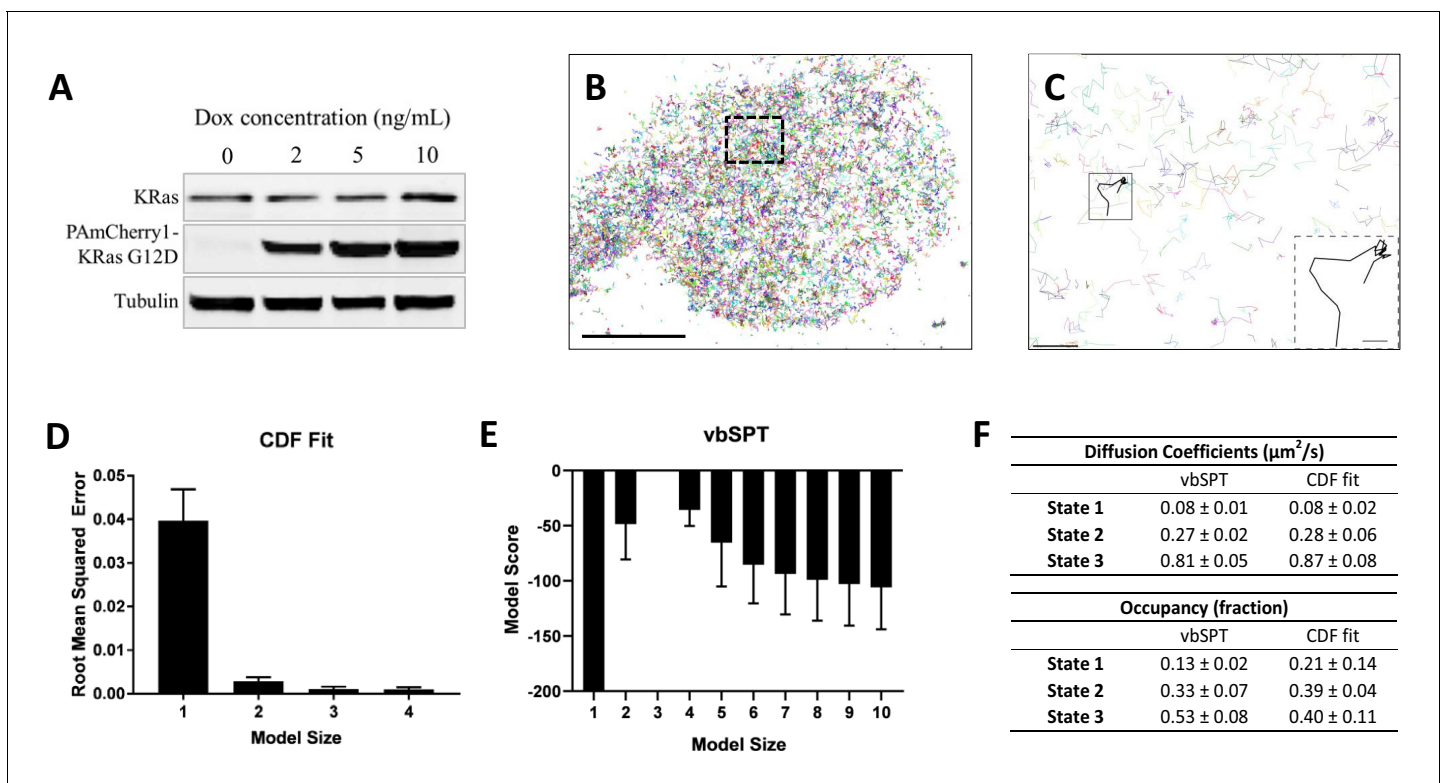 A
Dox concentration (ng/mL)
0 2 5 10
KRas
PAmCherry1-
KRas G12D
Tubulin
B
C
D
CDF Fit
Root Mean Squared Error
0.05
0.04
0.03
0.02
0.01
0.00
1 2 3 4
Model Size
E
vbSPT
Model Score
0
-50
-100
-150
-200
1 2 3 4 5 6 7 8 9 10
Model Size
F
Diffusion Coefficients (µm²/s)
vbSPT CDF fit
State 1 0.08 ± 0.01 0.08 ± 0.02
State 2 0.27 ± 0.02 0.28 ± 0.06
State 3 0.81 ± 0.05 0.87 ± 0.08
Occupancy (fraction)
vbSPT CDF fit
State 1 0.13 ± 0.02 0.21 ± 0.14
State 2 0.33 ± 0.07 0.39 ± 0.04
State 3 0.53 ± 0.08 0.40 ± 0.11